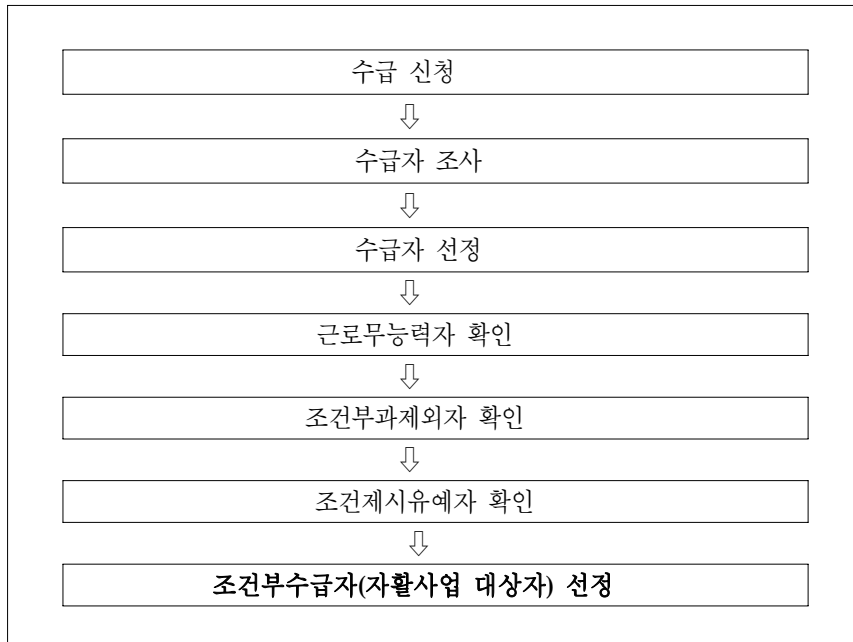 수급 신청
수급자 조사
수급자 선정
근로무능력자 확인
조건부과제외자 확인
조건제시유예자 확인
조건부수급자(자활사업 대상자) 선정